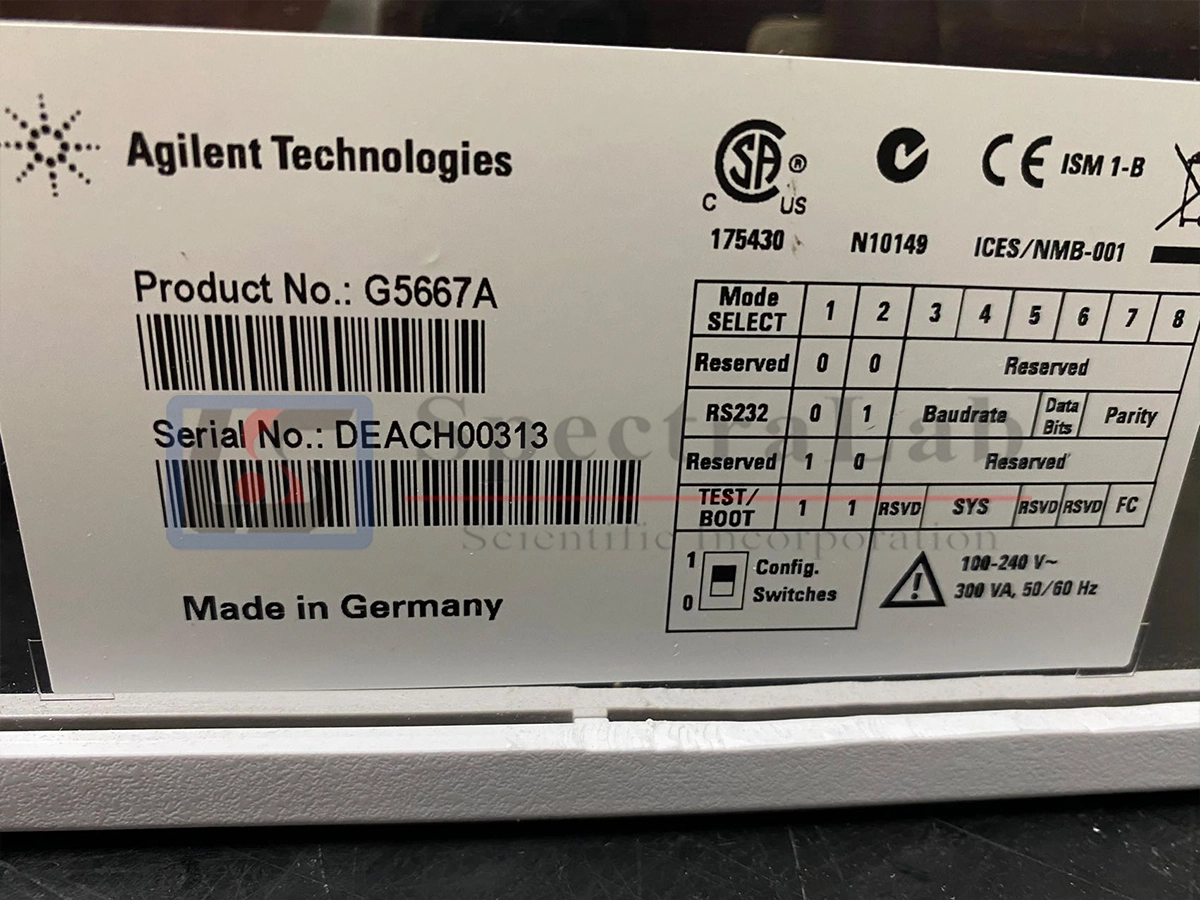 Agilent Technologies
Product No.: G5667A
Serial No.: DEACH00313
Made in Germany
SA ®
C US
175430
N10149
CE ISM 1-B
ICES/NMB-001
Mode SELECT 1 2 3 4 5 6 7 8
Reserved 0 0 Reserved
RS232 0 1 Baudrate Data Bits Parity
Reserved 1 0 Reserved
TEST/BOOT 1 1 RSVD SYS RSVD RSVD FC
1
0
Config.
Switches
100-240 V~
300 VA, 50/60 Hz
SpectraLab
Scientific Incorporation